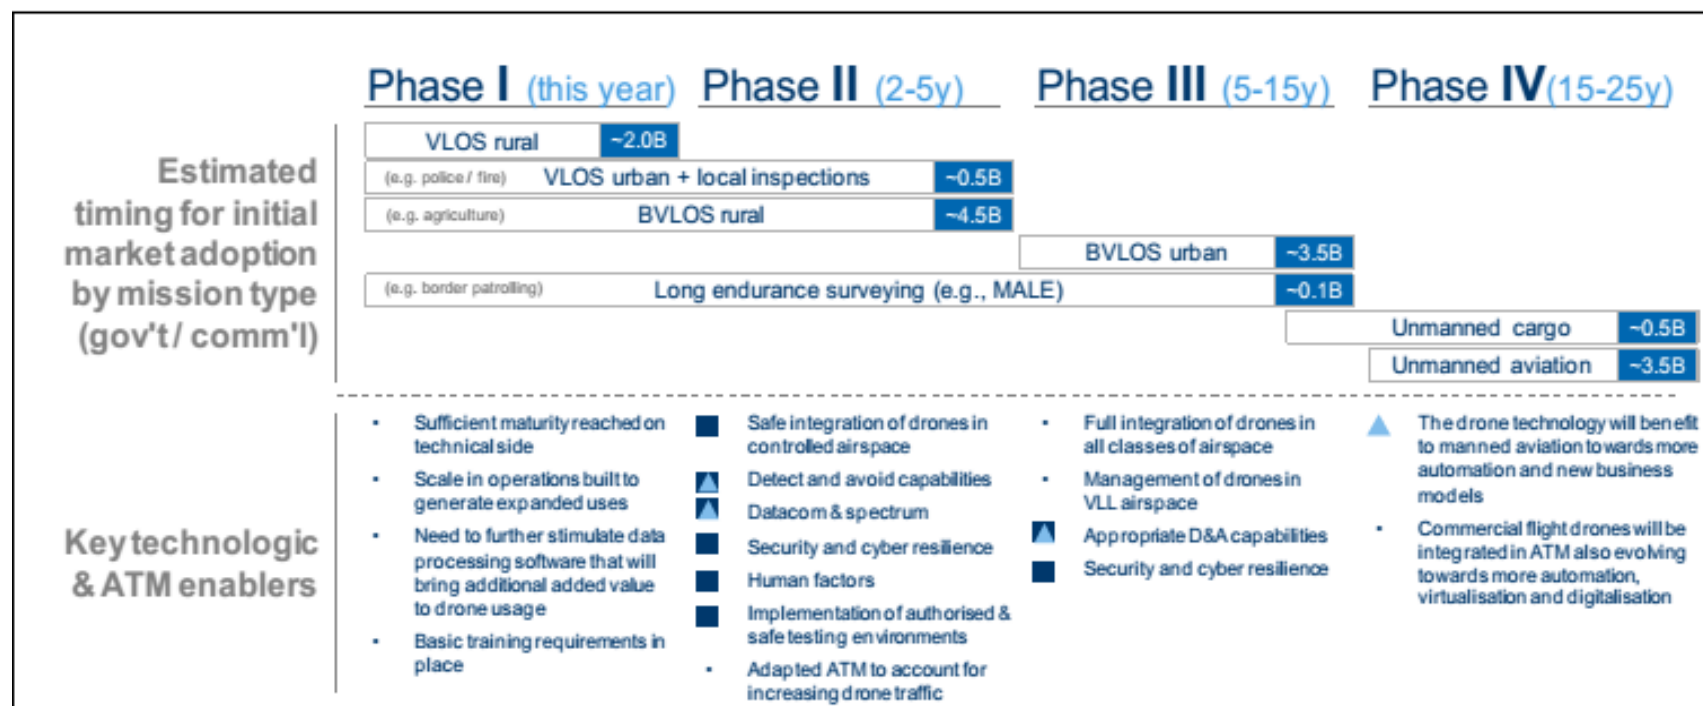 Phase I (this year) Phase II (2-5y) Phase III (5-15y) Phase IV(15-25y)
Estimated
timing for initial
market adoption
by mission type
(gov't / comm'l)
VLOS rural ~2.0B
(e.g. police / fire) VLOS urban + local inspections ~0.5B
(e.g. agriculture) BVLOS rural ~4.5B
BVLOS urban ~3.5B
(e.g. border patrolling) Long endurance surveying (e.g., MALE) ~0.1B
Unmanned cargo ~0.5B
Unmanned aviation ~3.5B
Key technologic
& ATM enablers
Sufficient maturity reached on
technical side
Scale in operations built to
generate expanded uses
Need to further stimulate data
processing software that will
bring additional added value
to drone usage
Basic training requirements in
place
Safe integration of drones in
controlled airspace
Detect and avoid capabilities
Datacom & spectrum
Security and cyber resilience
Human factors
Implementation of authorised &
safe testing environments
Adapted ATM to account for
increasing drone traffic
Full integration of drones in
all classes of airspace
Management of drones in
VLL airspace
Appropriate D&A capabilities
Security and cyber resilience
The drone technology will benefit
to manned aviation towards more
automation and new business
models
Commercial flight drones will be
integrated in ATM also evolving
towards more automation,
virtualisation and digitalisation